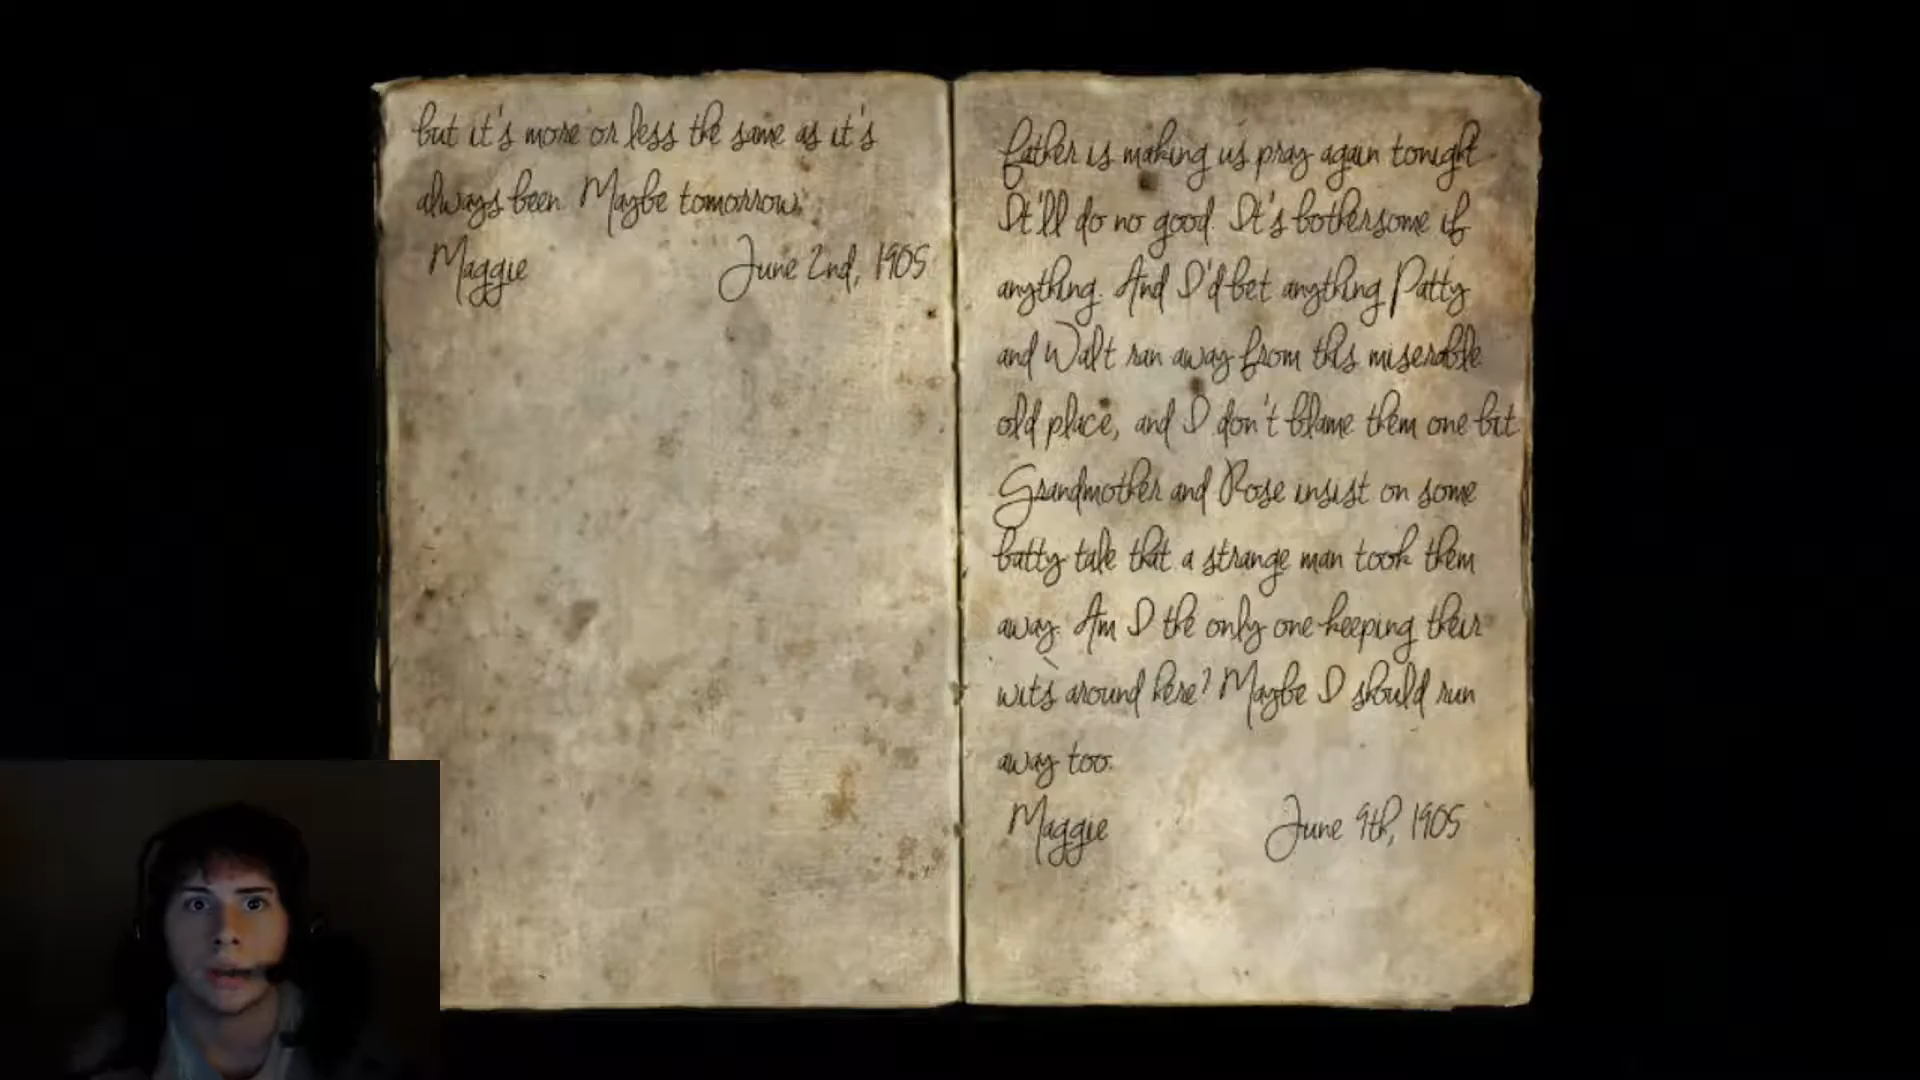 but it's more or less the same as it's
always been. Maybe tomorrow.
Maggie June 2nd, 1905
Father is making us pray again tonight.
It'll do no good. It's bothersome if
anything. And I'd bet anything Patty
and Walt ran away from this miserable
old place, and I don't blame them one bit.
Grandmother and Rose insist on some
batty tale that a strange man took them
away. Am I the only one keeping their
wits around here? Maybe I should run
away too.
Maggie June 9th, 1905